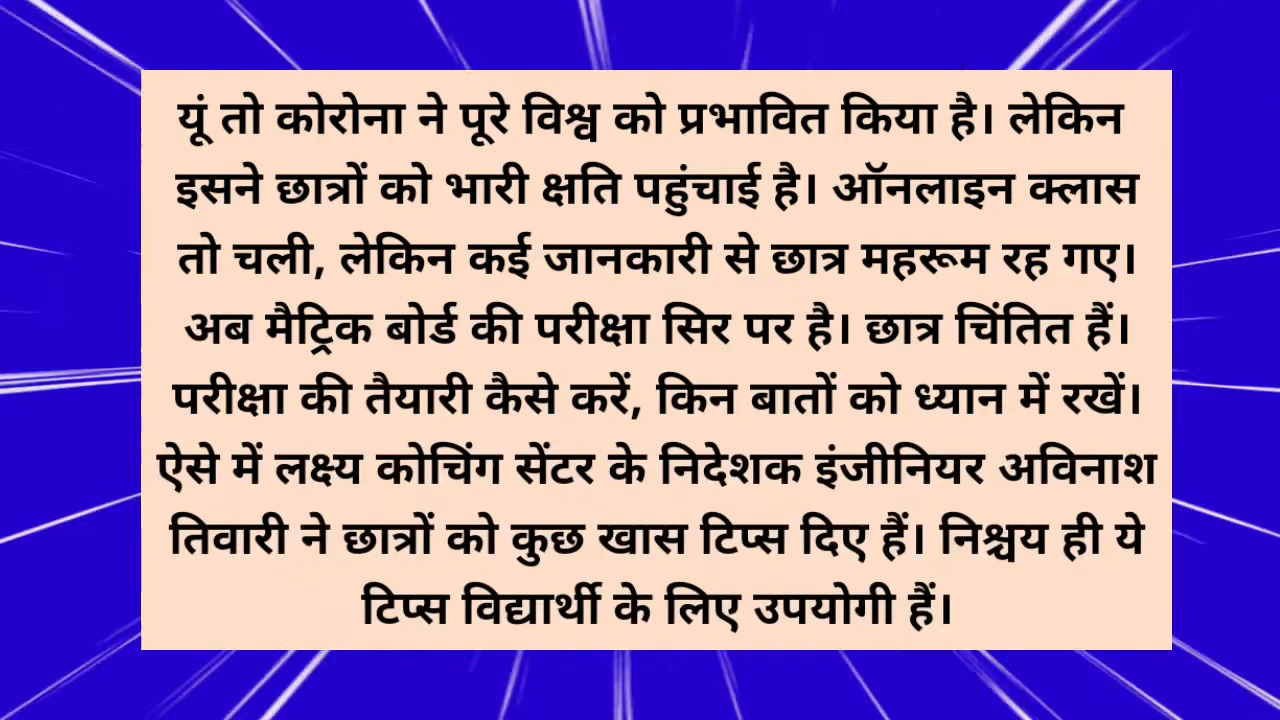 यूं तो कोरोना ने पूरे विश्व को प्रभावित किया है। लेकिन
इसने छात्रों को भारी क्षति पहुंचाई है। ऑनलाइन क्लास
तो चली, लेकिन कई जानकारी से छात्र महरूम रह गए।
अब मैट्रिक बोर्ड की परीक्षा सिर पर है। छात्र चिंतित हैं।
परीक्षा की तैयारी कैसे करें, किन बातों को ध्यान में रखें।
ऐसे में लक्ष्य कोचिंग सेंटर के निदेशक इंजीनियर अविनाश
तिवारी ने छात्रों को कुछ खास टिप्स दिए हैं। निश्चय ही ये
टिप्स विद्यार्थी के लिए उपयोगी हैं।